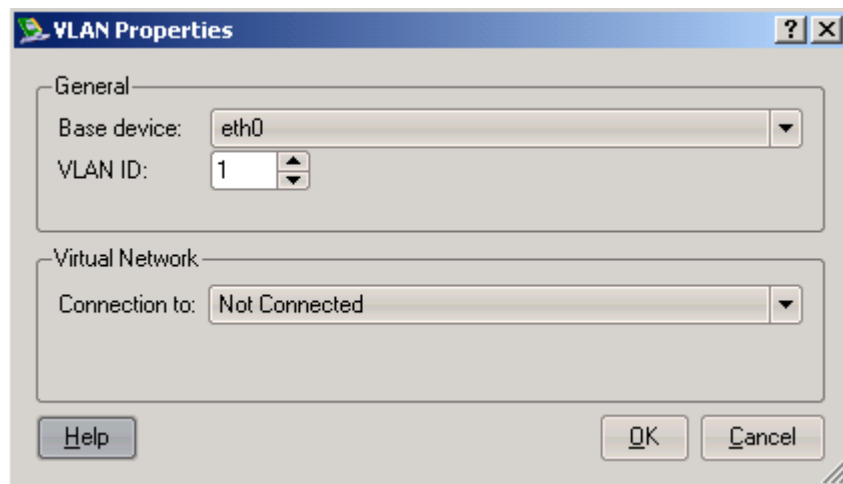 VLAN Properties
General
Base device: eth0
VLAN ID: 1
Virtual Network
Connection to: Not Connected
Help OK Cancel